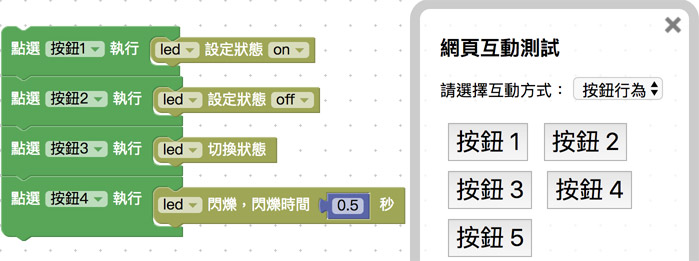 點選 按鈕1 執行 led 設定狀態 on
點選 按鈕2 執行 led 設定狀態 off
點選 按鈕3 執行 led 切換狀態
點選 按鈕4 執行 led 閃爍，閃爍時間 0.5 秒
網頁互動測試
請選擇互動方式： 按鈕行為
按鈕 1 按鈕 2
按鈕 3 按鈕 4
按鈕 5